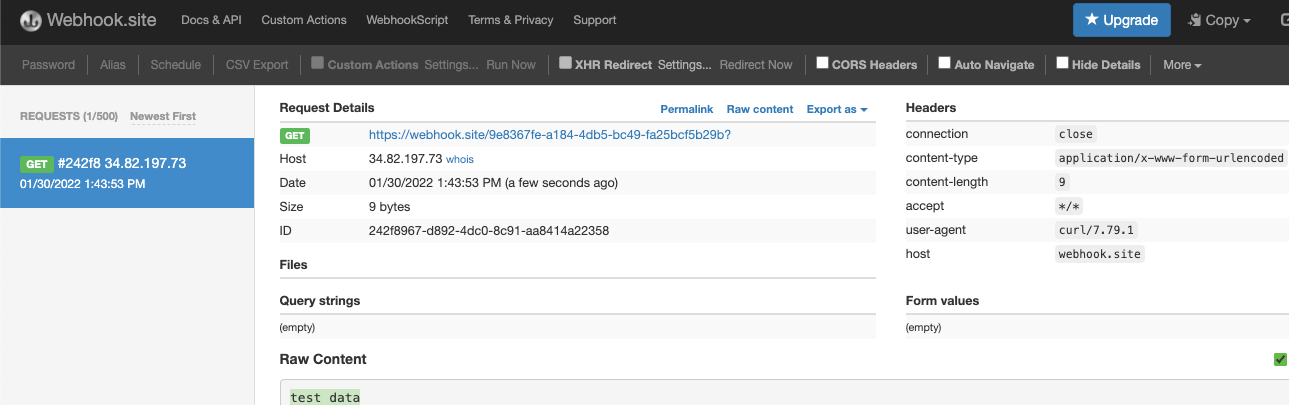 Webhook.site Docs & API Custom Actions WebhookScript Terms & Privacy Support Upgrade Copy
Password Alias Schedule CSV Export Custom Actions Settings... Run Now XHR Redirect Settings... Redirect Now CORS Headers Auto Navigate Hide Details More
REQUESTS (1/500) Newest First
GET #242f8 34.82.197.73
01/30/2022 1:43:53 PM
Request Details Permalink Raw content Export as
GET https://webhook.site/9e8367fe-a184-4db5-bc49-fa25bcf5b29b?
Host 34.82.197.73 whois
Date 01/30/2022 1:43:53 PM (a few seconds ago)
Size 9 bytes
ID 242f8967-d892-4dc0-8c91-aa8414a22358
Files
Query strings
(empty)
Headers
connection close
content-type application/x-www-form-urlencoded
content-length 9
accept */*
user-agent curl/7.79.1
host webhook.site
Form values
(empty)
Raw Content
test data